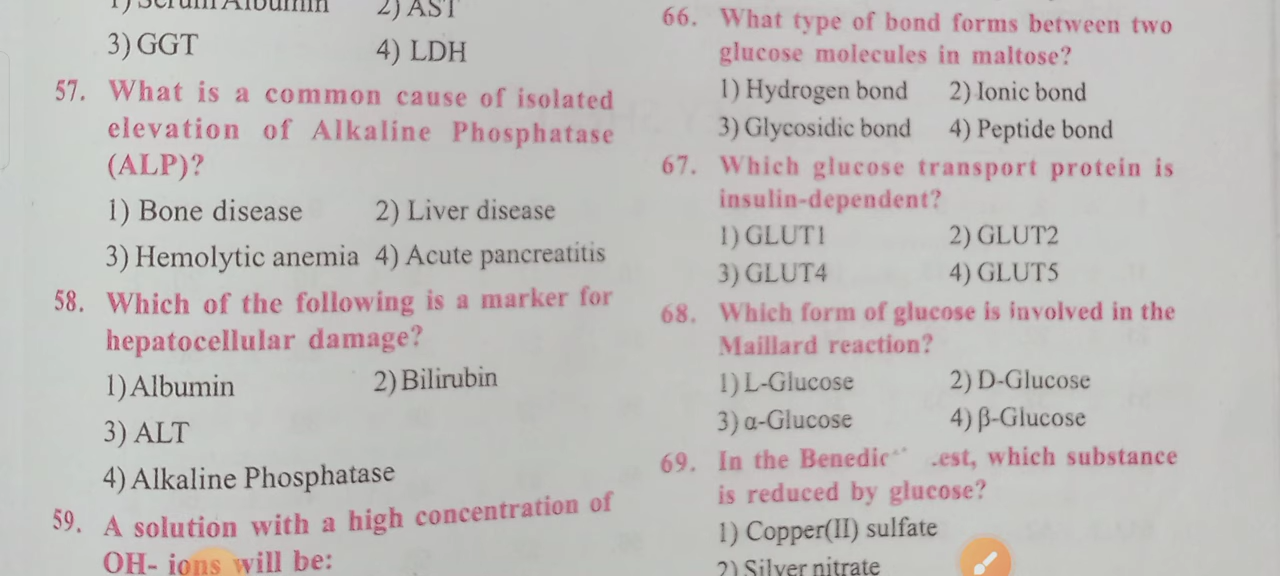 1) Serum Albumin 2) AST
3) GGT 4) LDH
57. What is a common cause of isolated
elevation of Alkaline Phosphatase
(ALP)?
1) Bone disease 2) Liver disease
3) Hemolytic anemia 4) Acute pancreatitis
58. Which of the following is a marker for
hepatocellular damage?
1) Albumin 2) Bilirubin
3) ALT
4) Alkaline Phosphatase
59. A solution with a high concentration of
OH- ions will be:
66. What type of bond forms between two
glucose molecules in maltose?
1) Hydrogen bond 2) Ionic bond
3) Glycosidic bond 4) Peptide bond
67. Which glucose transport protein is
insulin-dependent?
1) GLUT1 2) GLUT2
3) GLUT4 4) GLUT5
68. Which form of glucose is involved in the
Maillard reaction?
1) L-Glucose 2) D-Glucose
3) α-Glucose 4) β-Glucose
69. In the which substance
is reduced by glucose?
1) Copper(II) sulfate
2) Silver nitrate